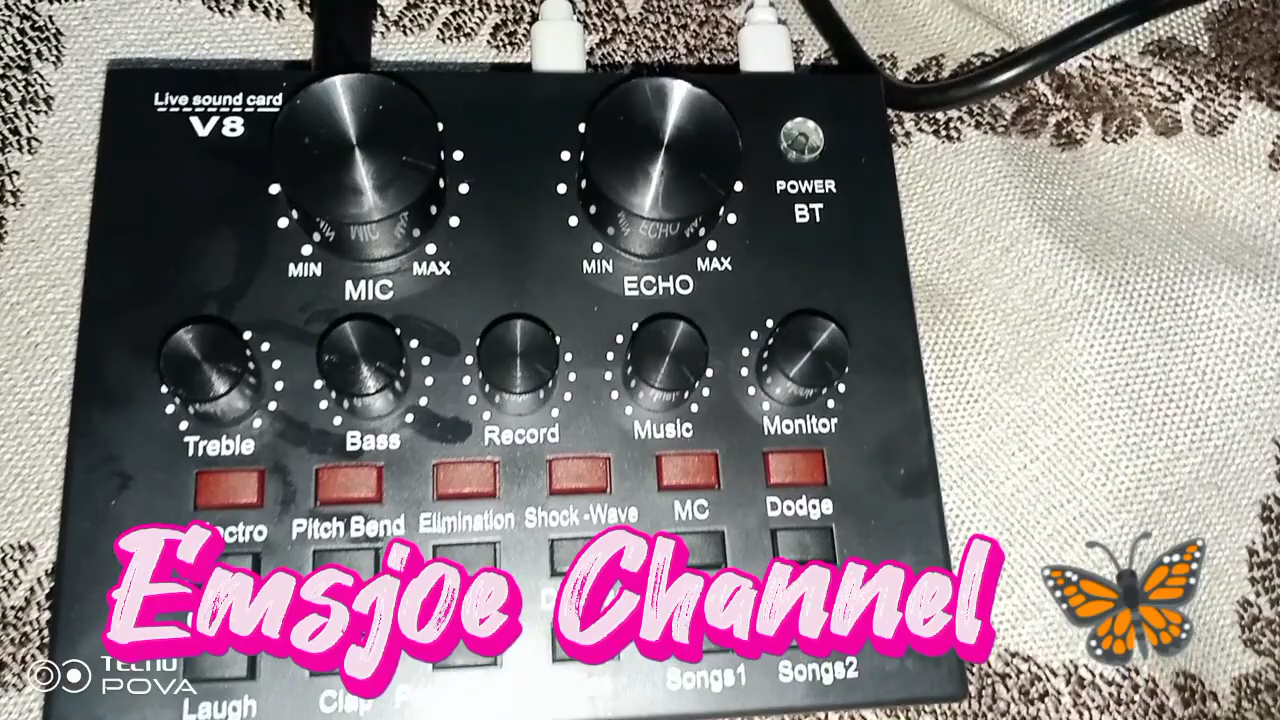 Live sound card
V8
POWER
BT
MIN MAX
MIC
MIN MAX
ECHO
Treble Bass Record Music Monitor
Pitch Bend Elimination Shock-Wave MC Dodge
Emsjoe Channel
Songs1 Songs2
TECNO
POVA
Laugh